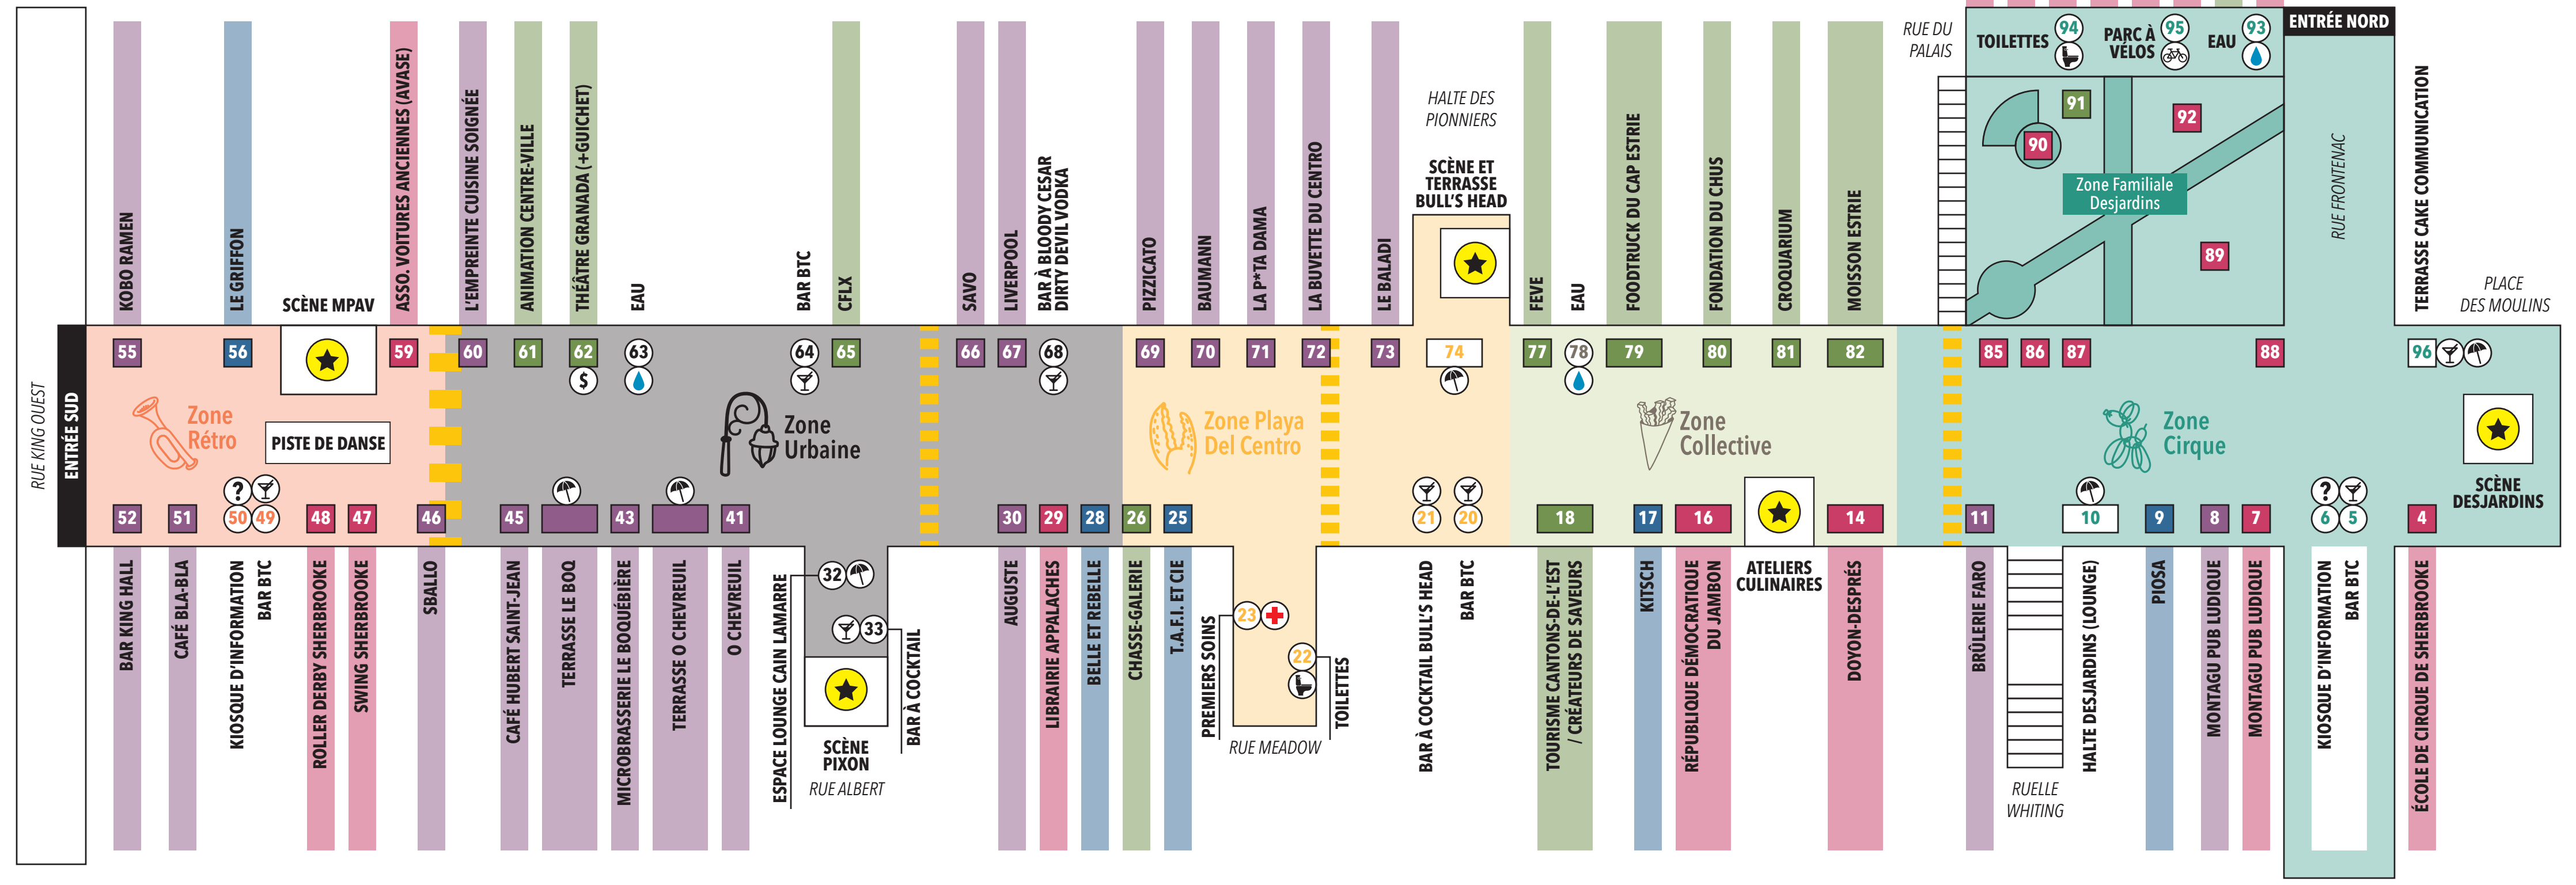 RUE KING OUEST
ENTRÉE SUD
KOBO RAMEN
LE GRIFFON
SCÈNE MPAV
ASSO. VOITURES ANCIENNES (AVASE)
L'EMPREINTE CUISINE SOIGNÉE
ANIMATION CENTRE-VILLE
THÉÂTRE GRANADA (+GUICHET)
EAU
BAR BTC
CFLX
SAVO
LIVERPOOL
BAR À BLOODY CESAR
DIRTY DEVIL VODKA
PIZZICATO
BAUMANN
LA P*TA DAMA
LA BUVETTE DU CENTRO
LE BALADI
HALTE DES
PIONNIERS
SCÈNE ET
TERRASSE
BULL'S HEAD
FEVE
EAU
FOODTRUCK DU CAP ESTRIE
FONDATION DU CHUS
CROQUARIUM
MOISSON ESTRIE
RUE DU
PALAIS
TOILETTES
94
PARC À
VÉLOS
95
EAU
93
ENTRÉE NORD
91
92
90
Zone Familiale
Desjardins
89
RUE FRONTENAC
TERRASSE CAKE COMMUNICATION
PLACE
DES MOULINS
55
56
59
60
61
62
$
63
64
65
66
67
68
69
70
71
72
73
74
77
78
79
80
81
82
85
86
87
88
96
Zone
Rétro
PISTE DE DANSE
Zone
Urbaine
Zone Playa
Del Centro
Zone
Collective
Zone
Cirque
SCÈNE
DESJARDINS
52
51
?
50
49
48
47
46
45
43
41
30
29
28
26
25
21
20
18
17
16
14
11
10
9
8
7
?
6
5
4
BAR KING HALL
CAFÉ BLA-BLA
KIOSQUE D'INFORMATION
BAR BTC
ROLLER DERBY SHERBROOKE
SWING SHERBROOKE
SBALLO
CAFÉ HUBERT SAINT-JEAN
TERRASSE LE BOQ
MICROBRASSERIE LE BOQUÉBIÈRE
TERRASSE O CHEVREUIL
O CHEVREUIL
ESPACE LOUNGE CAIN LAMARRE
32
33
BAR À COCKTAIL
SCÈNE
PIXON
RUE ALBERT
AUGUSTE
LIBRAIRIE APPALACHES
BELLE ET REBELLE
CHASSE-GALERIE
T.A.F.I. ET CIE
PREMIERS SOINS
23
22
TOILETTES
RUE MEADOW
BAR À COCKTAIL BULL'S HEAD
BAR BTC
TOURISME CANTONS-DE-L'EST
/ CRÉATEURS DE SAVEURS
KITSCH
RÉPUBLIQUE DÉMOCRATIQUE
DU JAMBON
ATELIERS
CULINAIRES
DOYON-DESPRÉS
BRÛLERIE FARO
RUELLE
WHITING
HALTE DESJARDINS (LOUNGE)
PIOSA
MONTAGU PUB LUDIQUE
MONTAGU PUB LUDIQUE
KIOSQUE D'INFORMATION
BAR BTC
ÉCOLE DE CIRQUE DE SHERBROOKE